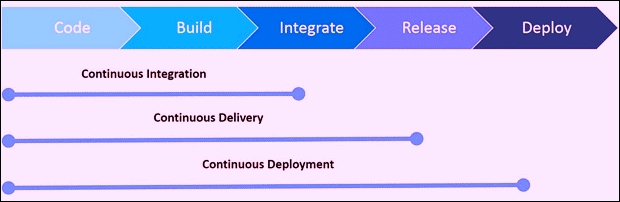 Code Build Integrate Release Deploy
Continuous Integration
Continuous Delivery
Continuous Deployment